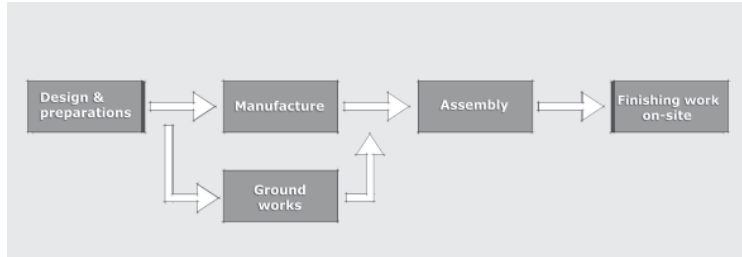 Design &
preparations
Manufacture
Assembly
Finishing work
on-site
Ground
works